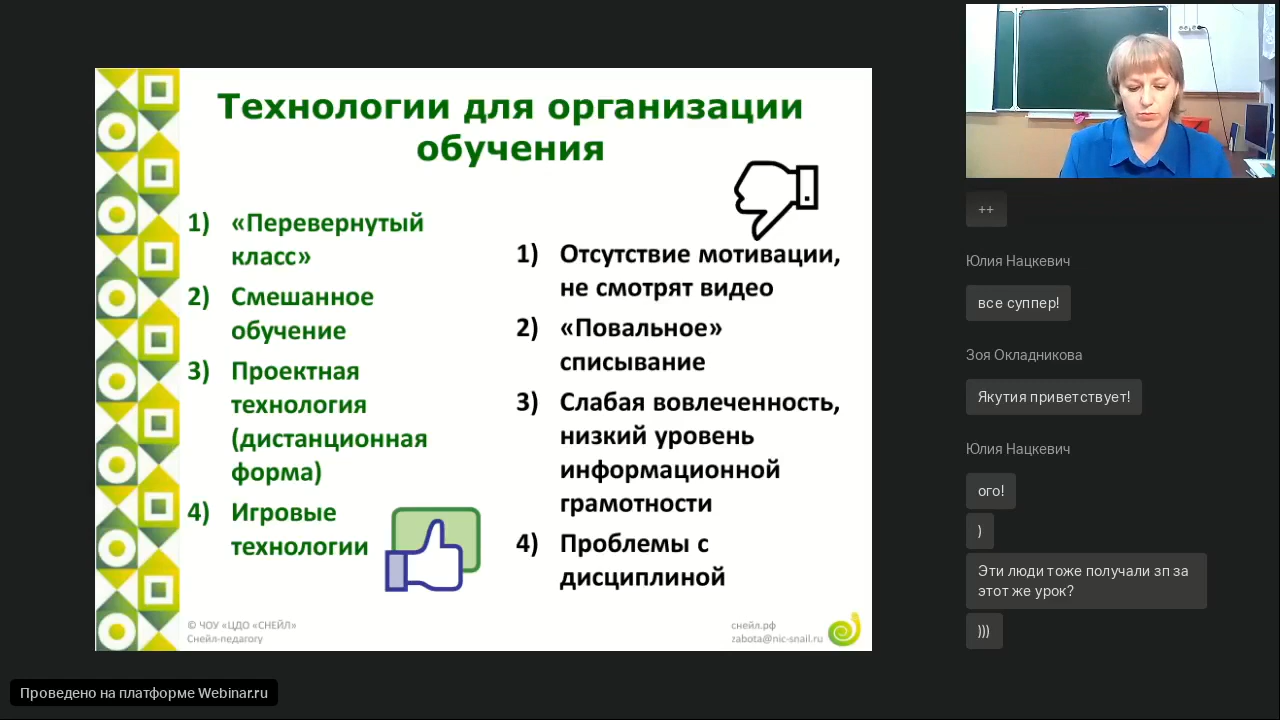 Технологии для организации
обучения
1) «Перевернутый
класс»
2) Смешанное
обучение
3) Проектная
технология
(дистанционная
форма)
4) Игровые
технологии
1) Отсутствие мотивации,
не смотрят видео
2) «Повальное»
списывание
3) Слабая вовлеченность,
низкий уровень
информационной
грамотности
4) Проблемы с
дисциплиной
© ЧОУ «ЦДО «СНЕЙЛ»
Снейл-педагогу
снейл.рф
zabota@nic-snail.ru
Проведено на платформе Webinar.ru
++
Юлия Нацкевич
все суппер!
Зоя Окладникова
Якутия приветствует!
Юлия Нацкевич
ого!
)
Эти люди тоже получали зп за
этот же урок?
)))